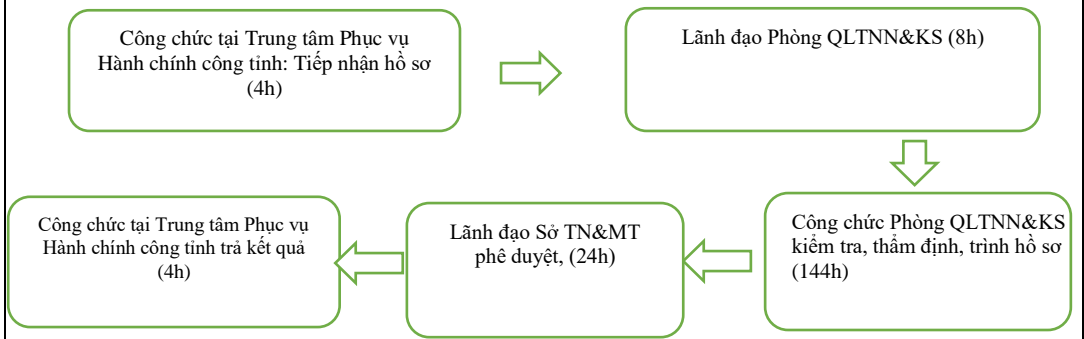 Công chức tại Trung tâm Phục vụ
Hành chính công tỉnh: Tiếp nhận hồ sơ
(4h)
Lãnh đạo Phòng QLTNN&KS (8h)
Công chức Phòng QLTNN&KS
kiểm tra, thẩm định, trình hồ sơ
(144h)
Lãnh đạo Sở TN&MT
phê duyệt, (24h)
Công chức tại Trung tâm Phục vụ
Hành chính công tỉnh trả kết quả
(4h)